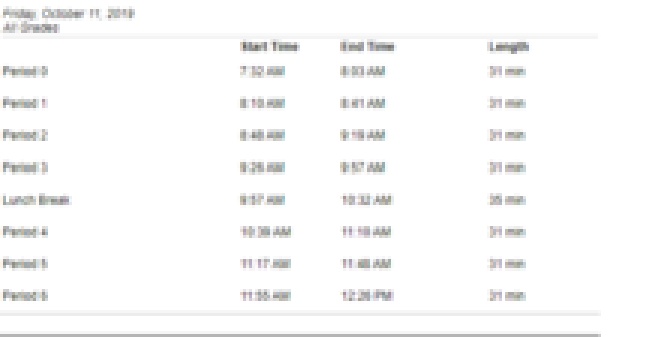 Friday, October 11, 2019
All Grades
Start Time End Time Length
Period 0 7:32 AM 8:03 AM 31 min
Period 1 8:10 AM 8:41 AM 31 min
Period 2 8:48 AM 9:19 AM 31 min
Period 3 9:26 AM 9:57 AM 31 min
Lunch Break 9:57 AM 10:32 AM 35 min
Period 4 10:39 AM 11:10 AM 31 min
Period 5 11:17 AM 11:48 AM 31 min
Period 6 11:55 AM 12:26 PM 31 min